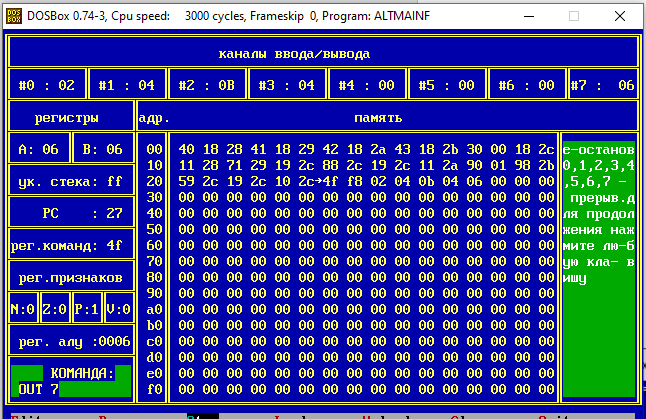 DOSBox 0.74-3, Cpu speed: 3000 cycles, Frameskip 0, Program: ALTMAINF
каналы ввода/вывода
#0 : 02 #1 : 04 #2 : 0B #3 : 04 #4 : 00 #5 : 00 #6 : 00 #7 : 06
регистры адр. память
A: 06 B: 06
ук. стека: ff
PC : 27
рег.команд: 4f
рег.признаков
N:0 Z:0 P:1 V:0
рег. алу :0006
КОМАНДА:
OUT 7
00 40 18 28 41 18 29 42 18 2a 43 18 2b 30 00 18 2c
10 11 28 71 29 19 2c 88 2c 19 2c 11 2a 90 01 98 2b
20 59 2c 19 2c 10 2c→4f f8 02 04 0b 04 06 00 00 00
30 00 00 00 00 00 00 00 00 00 00 00 00 00 00 00 00
40 00 00 00 00 00 00 00 00 00 00 00 00 00 00 00 00
50 00 00 00 00 00 00 00 00 00 00 00 00 00 00 00 00
60 00 00 00 00 00 00 00 00 00 00 00 00 00 00 00 00
70 00 00 00 00 00 00 00 00 00 00 00 00 00 00 00 00
80 00 00 00 00 00 00 00 00 00 00 00 00 00 00 00 00
90 00 00 00 00 00 00 00 00 00 00 00 00 00 00 00 00
a0 00 00 00 00 00 00 00 00 00 00 00 00 00 00 00 00
b0 00 00 00 00 00 00 00 00 00 00 00 00 00 00 00 00
c0 00 00 00 00 00 00 00 00 00 00 00 00 00 00 00 00
d0 00 00 00 00 00 00 00 00 00 00 00 00 00 00 00 00
e0 00 00 00 00 00 00 00 00 00 00 00 00 00 00 00 00
f0 00 00 00 00 00 00 00 00 00 00 00 00 00 00 00 00
e-останов
0,1,2,3,4
,5,6,7 -
прерыв.д
ля продол
жения наж
мите лю-б
ую кла- в
ишу